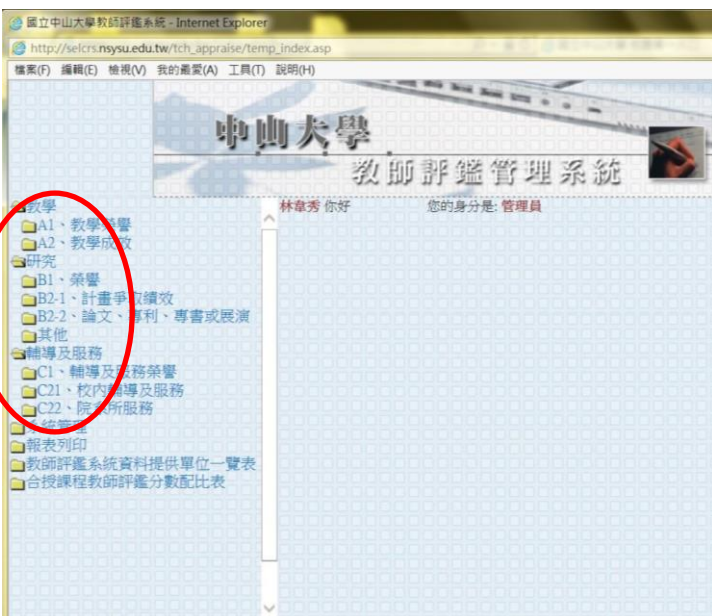 國立中山大學教師評鑑系統 - Internet Explorer
http://selcrs.nsysu.edu.tw/tch_appraise/temp_index.asp
檔案(F) 編輯(E) 檢視(V) 我的最愛(A) 工具(T) 說明(H)
中山大學
教師評鑑管理系統
林韋秀 你好 您的身分是: 管理員
教學
A1、教學榮譽
A2、教學成效
研究
B1、榮譽
B2-1、計畫爭取績效
B2-2、論文、專利、專書或展演
其他
輔導及服務
C1、輔導及服務榮譽
C21、校內輔導及服務
C22、院系所服務
系統管理
報表列印
教師評鑑系統資料提供單位一覽表
合授課程教師評鑑分數配比表